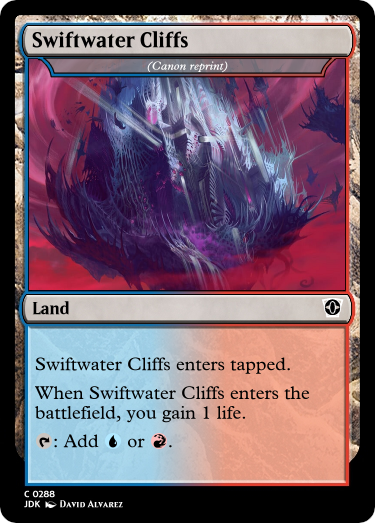 Swiftwater Cliffs
(Canon reprint)
Land
Swiftwater Cliffs enters tapped.
When Swiftwater Cliffs enters the
battlefield, you gain 1 life.
: Add or .
C 0288
JDK DAVID ALVAREZ